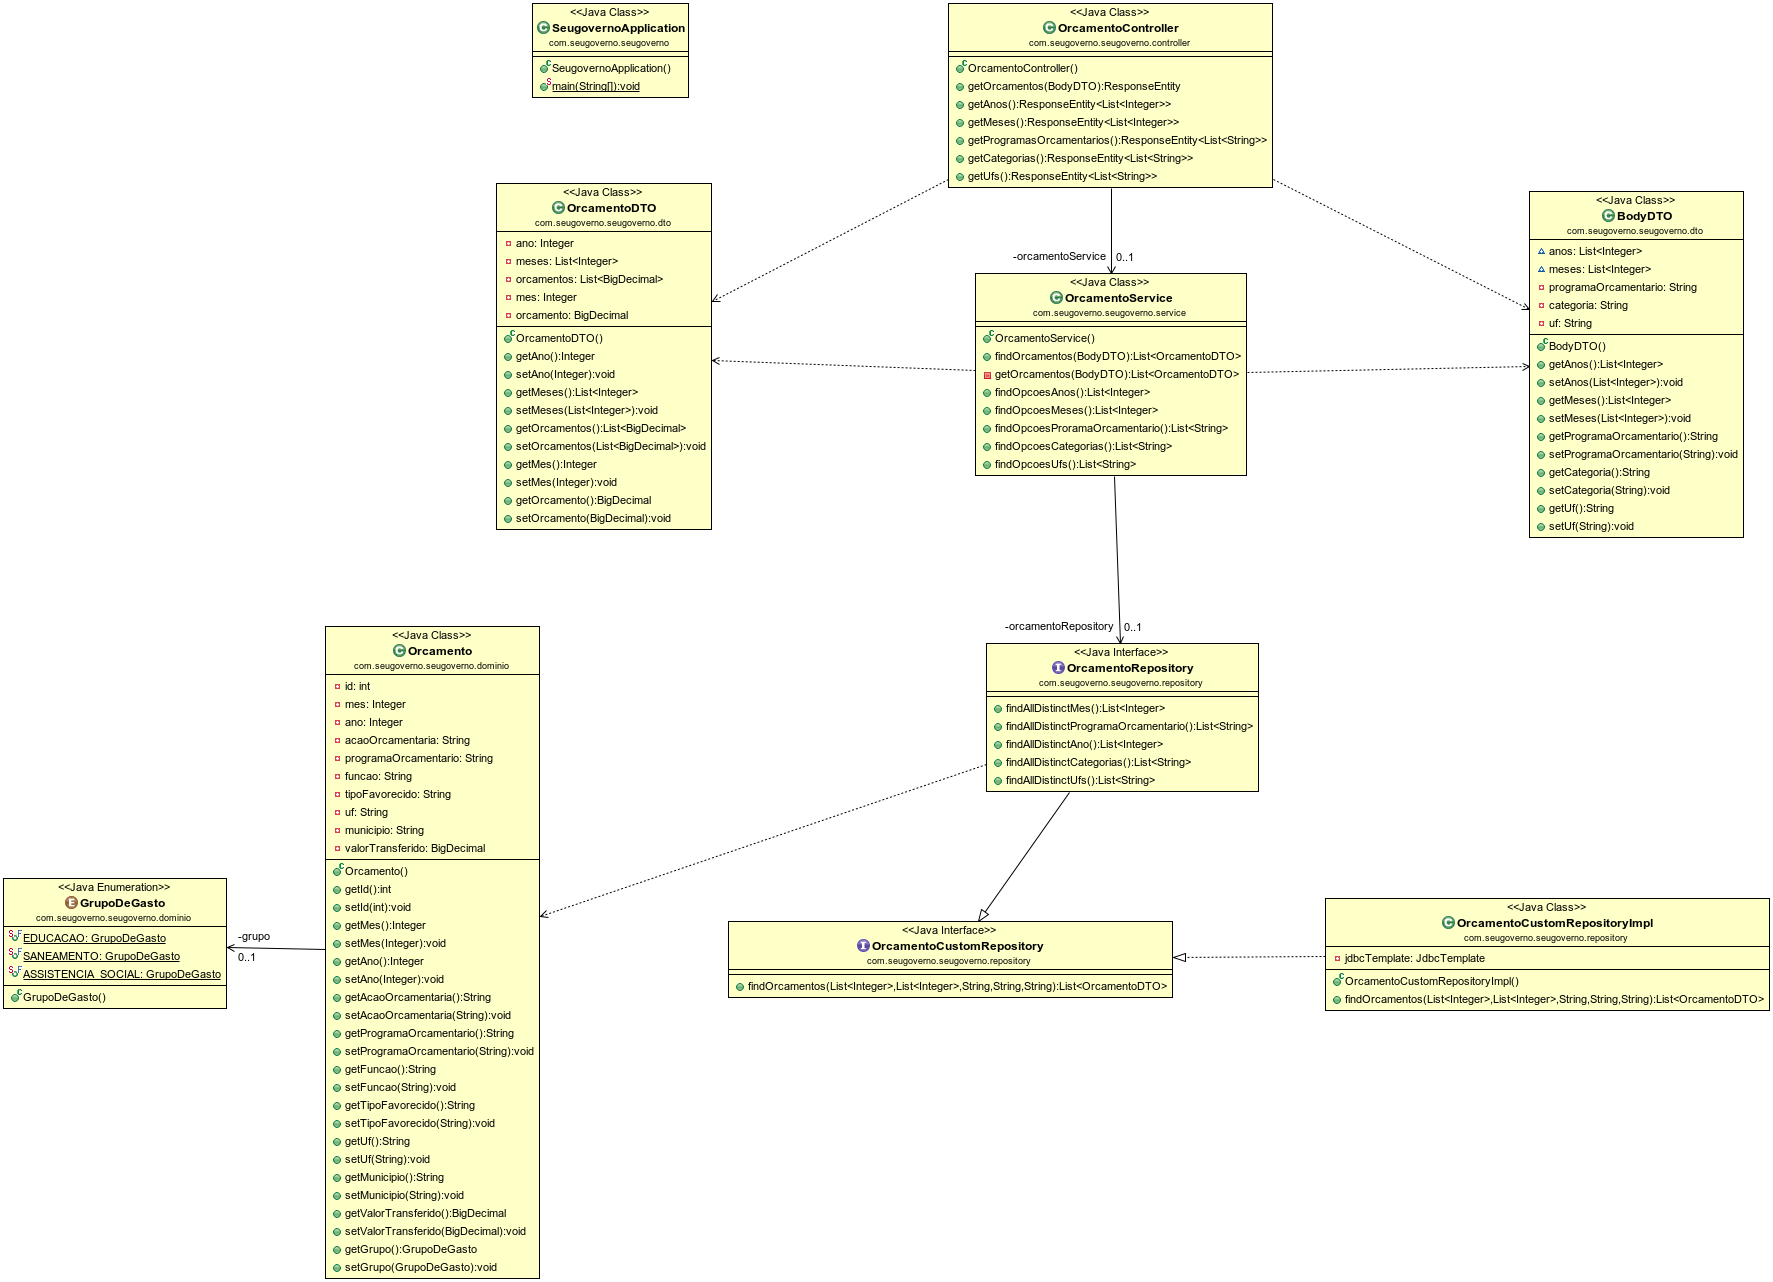 <<Java Class>>
SeugovernoApplication
com.seugoverno.seugoverno
SeugovernoApplication()
main(String[]):void
<<Java Class>>
OrcamentoController
com.seugoverno.seugoverno.controller
OrcamentoController()
getOrcamentos(BodyDTO):ResponseEntity
getAnos():ResponseEntity<List<Integer>>
getMeses():ResponseEntity<List<Integer>>
getProgramasOrcamentarios():ResponseEntity<List<String>>
getCategorias():ResponseEntity<List<String>>
getUfs():ResponseEntity<List<String>>
<<Java Class>>
OrcamentoDTO
com.seugoverno.seugoverno.dto
ano: Integer
meses: List<Integer>
orcamentos: List<BigDecimal>
mes: Integer
orcamento: BigDecimal
OrcamentoDTO()
getAno():Integer
setAno(Integer):void
getMeses():List<Integer>
setMeses(List<Integer>):void
getOrcamentos():List<BigDecimal>
setOrcamentos(List<BigDecimal>):void
getMes():Integer
setMes(Integer):void
getOrcamento():BigDecimal
setOrcamento(BigDecimal):void
-orcamentoService
0..1
<<Java Class>>
OrcamentoService
com.seugoverno.seugoverno.service
OrcamentoService()
findOrcamentos(BodyDTO):List<OrcamentoDTO>
getOrcamentos(BodyDTO):List<OrcamentoDTO>
findOpcoesAnos():List<Integer>
findOpcoesMeses():List<Integer>
findOpcoesProramaOrcamentario():List<String>
findOpcoesCategorias():List<String>
findOpcoesUfs():List<String>
<<Java Class>>
BodyDTO
com.seugoverno.seugoverno.dto
anos: List<Integer>
meses: List<Integer>
programaOrcamentario: String
categoria: String
uf: String
BodyDTO()
getAnos():List<Integer>
setAnos(List<Integer>):void
getMeses():List<Integer>
setMeses(List<Integer>):void
getProgramaOrcamentario():String
setProgramaOrcamentario(String):void
getCategoria():String
setCategoria(String):void
getUf():String
setUf(String):void
-orcamentoRepository
0..1
<<Java Interface>>
OrcamentoRepository
com.seugoverno.seugoverno.repository
findAllDistinctMes():List<Integer>
findAllDistinctProgramaOrcamentario():List<String>
findAllDistinctAno():List<Integer>
findAllDistinctCategorias():List<String>
findAllDistinctUfs():List<String>
<<Java Class>>
Orcamento
com.seugoverno.seugoverno.dominio
id: int
mes: Integer
ano: Integer
acaoOrcamentaria: String
programaOrcamentario: String
funcao: String
tipoFavorecido: String
uf: String
municipio: String
valorTransferido: BigDecimal
Orcamento()
getId():int
setId(int):void
getMes():Integer
setMes(Integer):void
getAno():Integer
setAno(Integer):void
getAcaoOrcamentaria():String
setAcaoOrcamentaria(String):void
getProgramaOrcamentario():String
setProgramaOrcamentario(String):void
getFuncao():String
setFuncao(String):void
getTipoFavorecido():String
setTipoFavorecido(String):void
getUf():String
setUf(String):void
getMunicipio():String
setMunicipio(String):void
getValorTransferido():BigDecimal
setValorTransferido(BigDecimal):void
getGrupo():GrupoDeGasto
setGrupo(GrupoDeGasto):void
<<Java Enumeration>>
GrupoDeGasto
com.seugoverno.seugoverno.dominio
EDUCACAO: GrupoDeGasto
SANEAMENTO: GrupoDeGasto
ASSISTENCIA_SOCIAL: GrupoDeGasto
GrupoDeGasto()
-grupo
0..1
<<Java Interface>>
OrcamentoCustomRepository
com.seugoverno.seugoverno.repository
findOrcamentos(List<Integer>,List<Integer>,String,String,String):List<OrcamentoDTO>
<<Java Class>>
OrcamentoCustomRepositoryImpl
com.seugoverno.seugoverno.repository
jdbcTemplate: JdbcTemplate
OrcamentoCustomRepositoryImpl()
findOrcamentos(List<Integer>,List<Integer>,String,String,String):List<OrcamentoDTO>